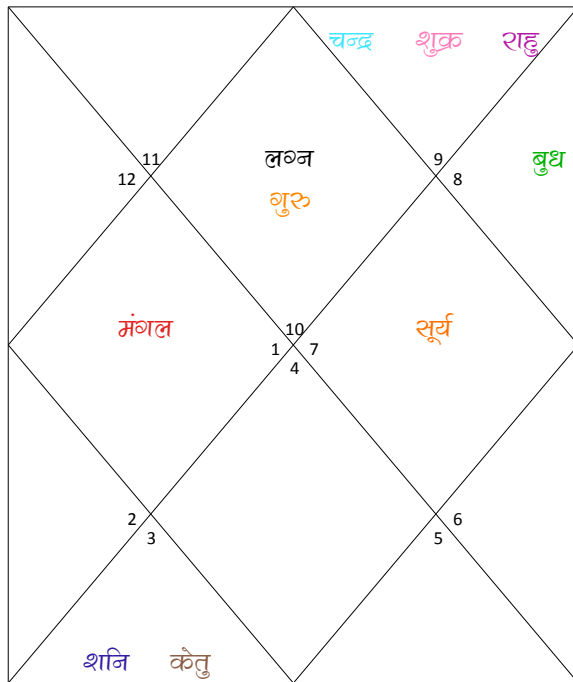 चन्द्र शुक्र राहु
11 लग्न 9 बुध
12 8
गुरु
मंगल 10 सूर्य
1 7
4
2 6
3 5
शनि केतु